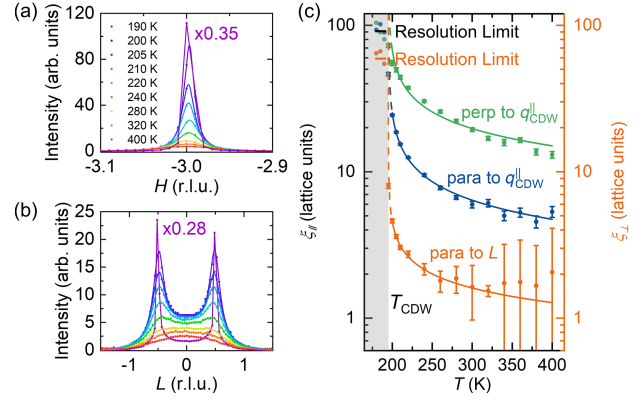 (a)
Intensity (arb. units)
120
80
40
0
190 K
200 K
205 K
210 K
220 K
240 K
260 K
280 K
320 K
400 K
x0.35
-3.1
-3.0
-2.9
H (r.l.u.)
(b)
Intensity (arb. units)
25
20
15
10
5
0
x0.28
-1
0
1
L (r.l.u.)
(c)
ξ∥ (lattice units)
100
10
1
Resolution Limit
Resolution Limit
perp to q∥CDW
para to q∥CDW
para to L
TCDW
200
250
300
350
400
T (K)
100
10
1
ξ⊥ (lattice units)